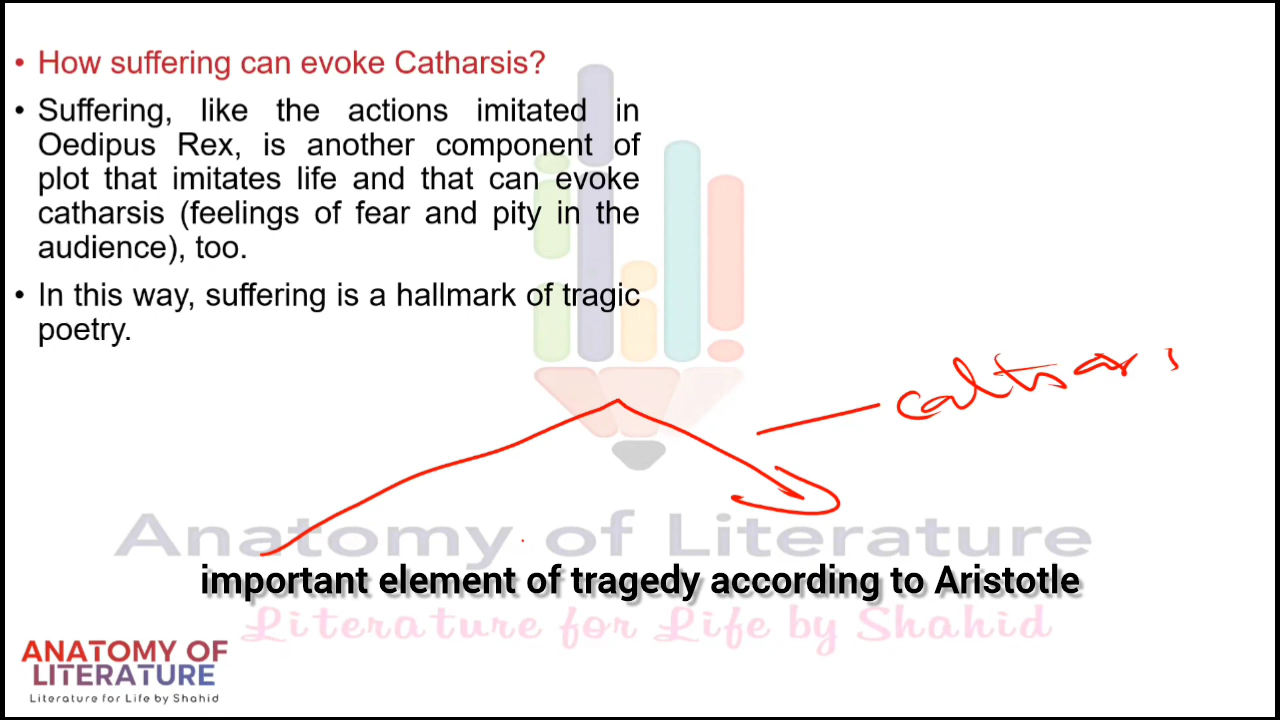 • How suffering can evoke Catharsis?
• Suffering, like the actions imitated in
Oedipus Rex, is another component of
plot that imitates life and that can evoke
catharsis (feelings of fear and pity in the
audience), too.
• In this way, suffering is a hallmark of tragic
poetry.
Anatomy of Literature
important element of tragedy according to Aristotle
Literature for Life by Shahid
ANATOMY OF
LITERATURE
Literature for Life by Shahid